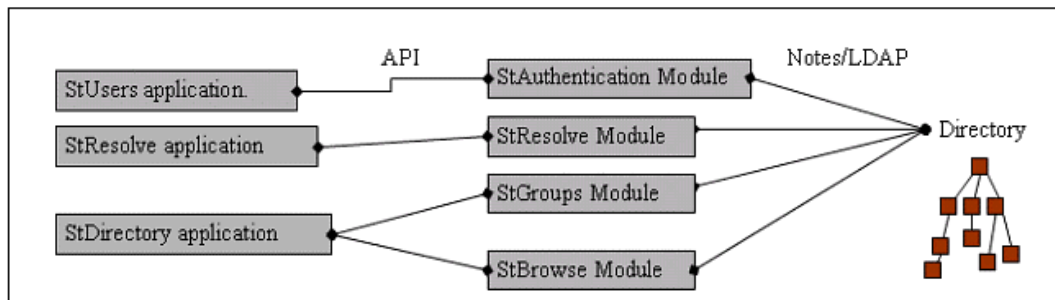 API
Notes/LDAP
StUsers application.
StAuthentication Module
StResolve application
StResolve Module
Directory
StGroups Module
StDirectory application
StBrowse Module